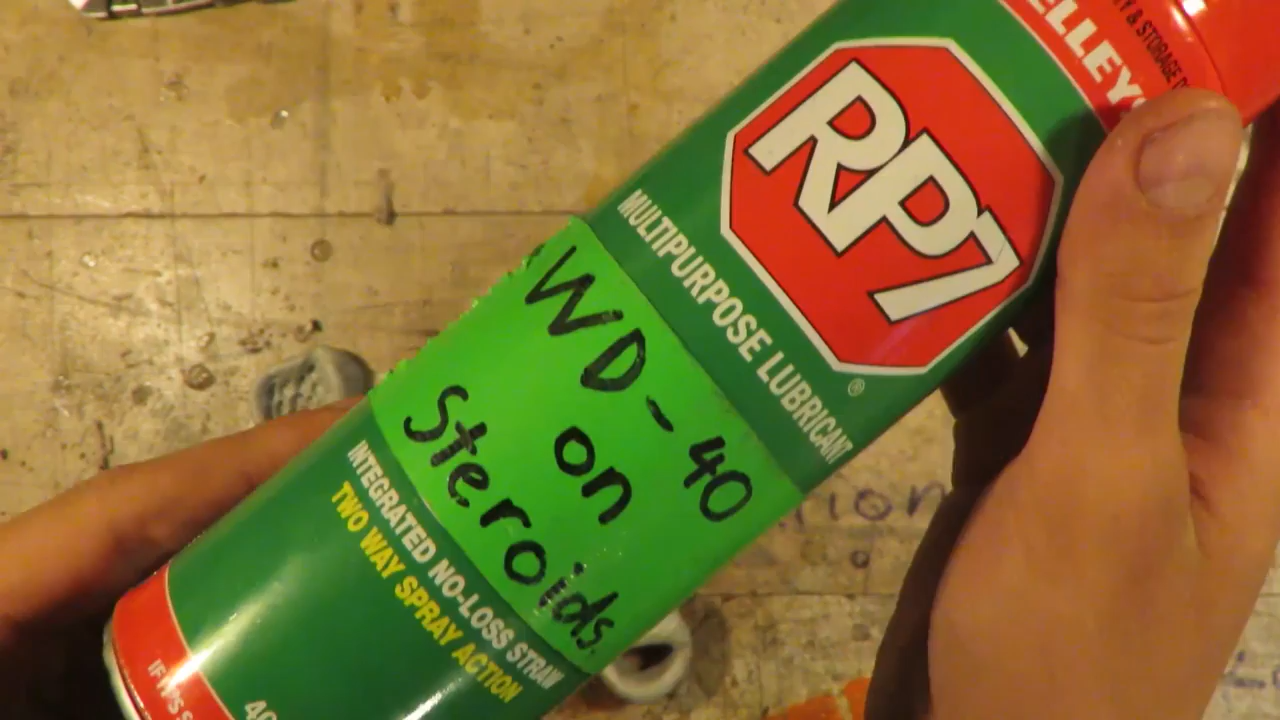 RP7
MULTIPURPOSE LUBRICANT
®
WD-40
on
Steroids.
INTEGRATED NO-LOSS STRAW
TWO WAY SPRAY ACTION